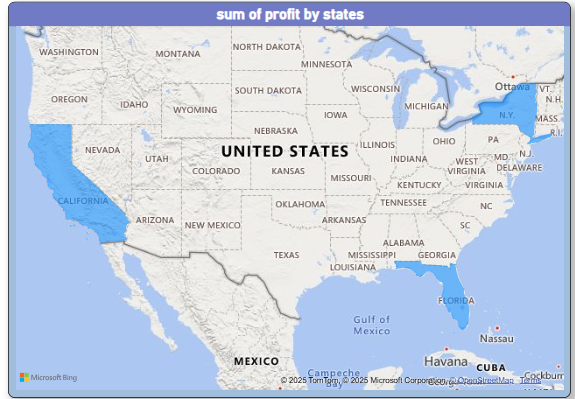 sum of profit by states
WASHINGTON
MONTANA
NORTH DAKOTA
MINNESOTA
Ottawa
VT.
N.H.
OREGON
IDAHO
WYOMING
SOUTH DAKOTA
WISCONSIN
MICHIGAN
N.Y.
MASS
R.I.
NEBRASKA
IOWA
NEVADA
UTAH
COLORADO
UNITED STATES
KANSAS
MISSOURI
ILLINOIS
INDIANA
OHIO
PA
N.J.
MD
DELAWARE
WEST
VIRGINIA
VIRGINIA
KENTUCKY
CALIFORNIA
ARIZONA
NEW MEXICO
OKLAHOMA
ARKANSAS
TENNESSEE
NC
SC
TEXAS
LOUISIANA
MISSISSIPPI
ALABAMA
GEORGIA
FLORIDA
Gulf of
Mexico
Nassau
Havana
MEXICO
CUBA
Campeche
Bay
Cockburn
Microsoft Bing
© 2025 TomTom, © 2025 Microsoft Corporation, © OpenStreetMap Terms